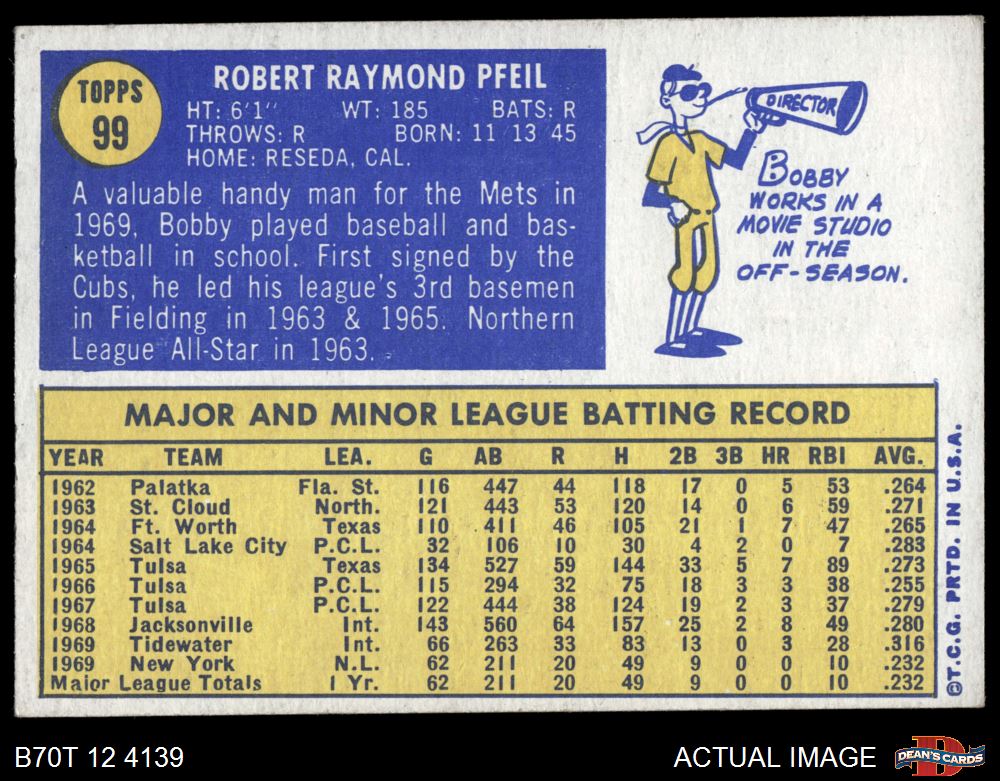 TOPPS
99
ROBERT RAYMOND PFEIL
HT: 6'1" WT: 185 BATS: R
THROWS: R BORN: 11 13 45
HOME: RESEDA, CAL.
A valuable handy man for the Mets in
1969, Bobby played baseball and bas-
ketball in school. First signed by the
Cubs, he led his league's 3rd basemen
in Fielding in 1963 & 1965. Northern
League All-Star in 1963.
DIRECTOR
BOBBY
WORKS IN A
MOVIE STUDIO
IN THE
OFF-SEASON.
MAJOR AND MINOR LEAGUE BATTING RECORD
YEAR TEAM LEA. G AB R H 2B 3B HR RBI AVG.
1962 Palatka Fla. St. 116 447 44 118 17 0 5 53 .264
1963 St. Cloud North. 121 443 53 120 14 0 6 59 .271
1964 Ft. Worth Texas 110 411 46 105 21 1 7 47 .265
1964 Salt Lake City P.C.L. 32 106 10 30 4 2 0 7 .283
1965 Tulsa Texas 134 527 59 144 33 5 7 89 .273
1966 Tulsa P.C.L. 115 294 32 75 18 3 3 38 .255
1967 Tulsa P.C.L. 122 444 38 124 19 2 3 37 .279
1968 Jacksonville Int. 143 560 64 157 25 2 8 49 .280
1969 Tidewater Int. 66 263 33 83 13 0 3 28 .316
1969 New York N.L. 62 211 20 49 9 0 0 10 .232
Major League Totals 1 Yr. 62 211 20 49 9 0 0 10 .232
©T.C.G. PRTD. IN U.S.A.
B70T 12 4139
ACTUAL IMAGE
D
DEAN'S CARDS